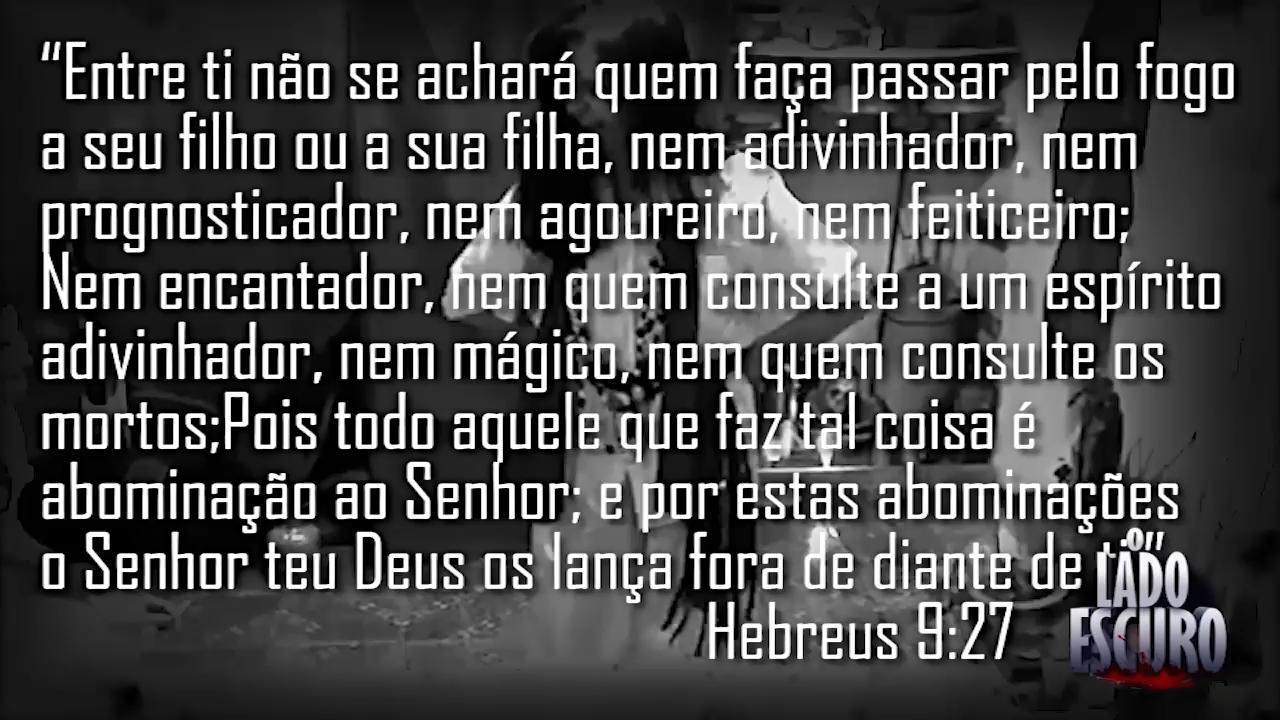 “Entre ti não se achará quem faça passar pelo fogo
a seu filho ou a sua filha, nem adivinhador, nem
prognosticador, nem agoureiro, nem feiticeiro;
Nem encantador, nem quem consulte a um espírito
adivinhador, nem mágico, nem quem consulte os
mortos;Pois todo aquele que faz tal coisa é
abominação ao Senhor; e por estas abominações
o Senhor teu Deus os lança fora de diante de
Hebreus 9:27
O
LADO
ESCURO